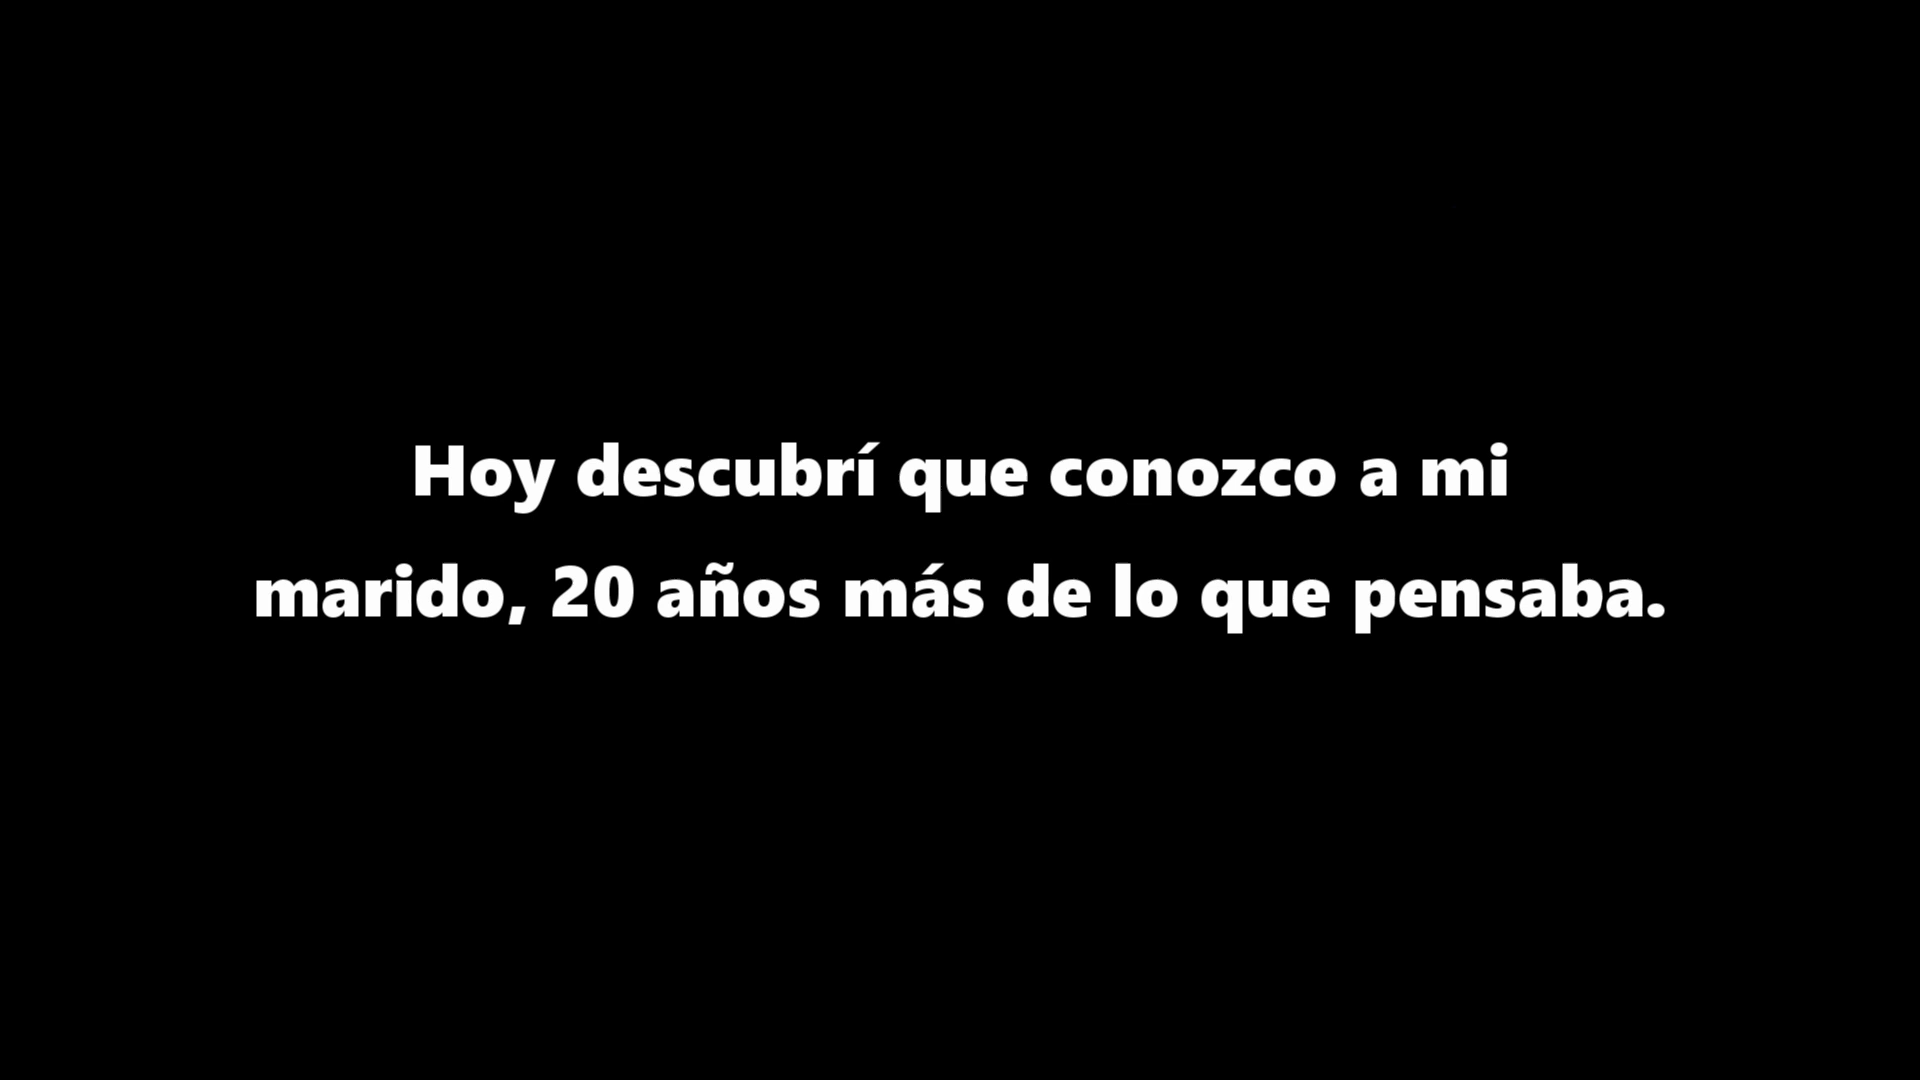 Hoy descubrí que conozco a mi
marido, 20 años más de lo que pensaba.